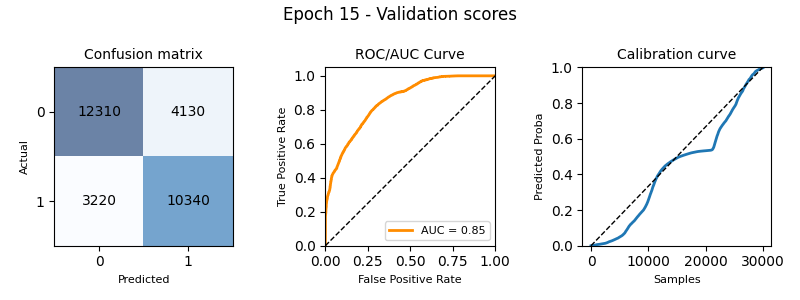 Epoch 15 - Validation scores
Confusion matrix
Actual
0
1
12310
4130
3220
10340
0
1
Predicted
ROC/AUC Curve
True Positive Rate
1.0
0.8
0.6
0.4
0.2
0.0
AUC = 0.85
0.00
0.25
0.50
0.75
1.00
False Positive Rate
Calibration curve
Predicted Proba
1.0
0.8
0.6
0.4
0.2
0.0
0
10000
20000
30000
Samples